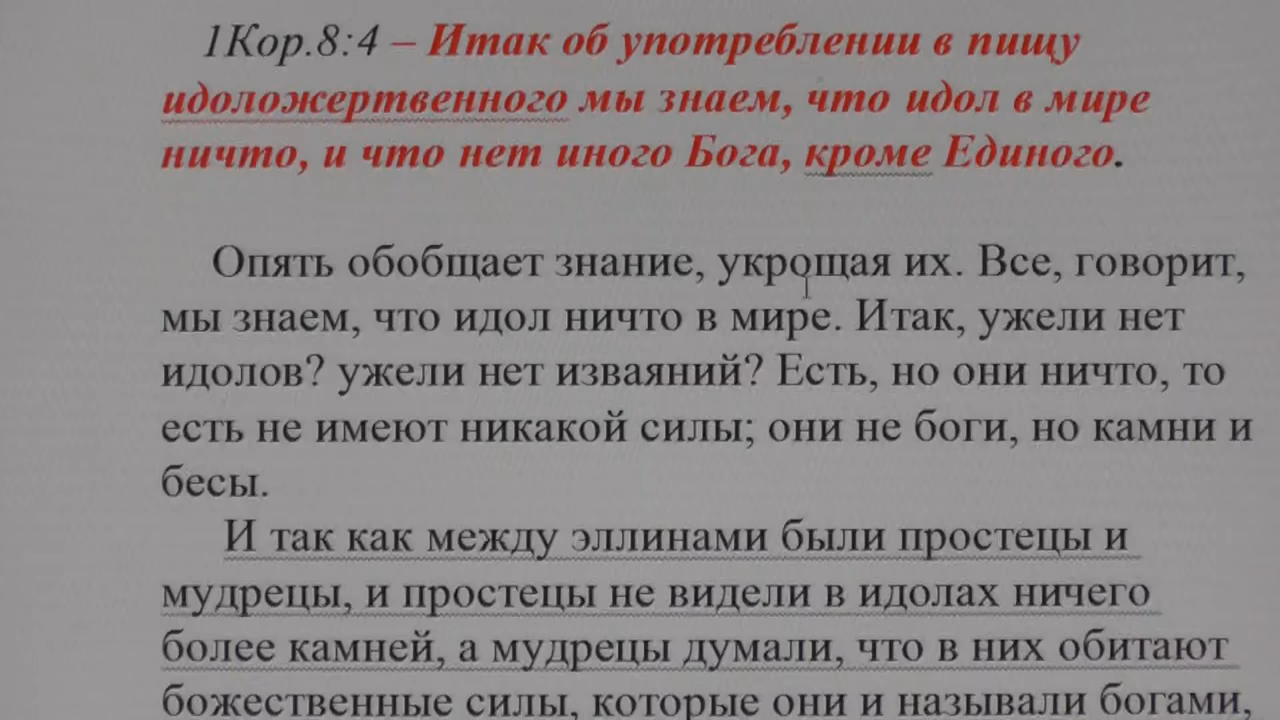 1Кор.8:4 – Итак об употреблении в пищу
идоложертвенного мы знаем, что идол в мире
ничто, и что нет иного Бога, кроме Единого.
Опять обобщает знание, укрощая их. Все, говорит,
мы знаем, что идол ничто в мире. Итак, ужели нет
идолов? ужели нет изваяний? Есть, но они ничто, то
есть не имеют никакой силы; они не боги, но камни и
бесы.
И так как между эллинами были простецы и
мудрецы, и простецы не видели в идолах ничего
более камней, а мудрецы думали, что в них обитают
божественные силы, которые они и называли богами,